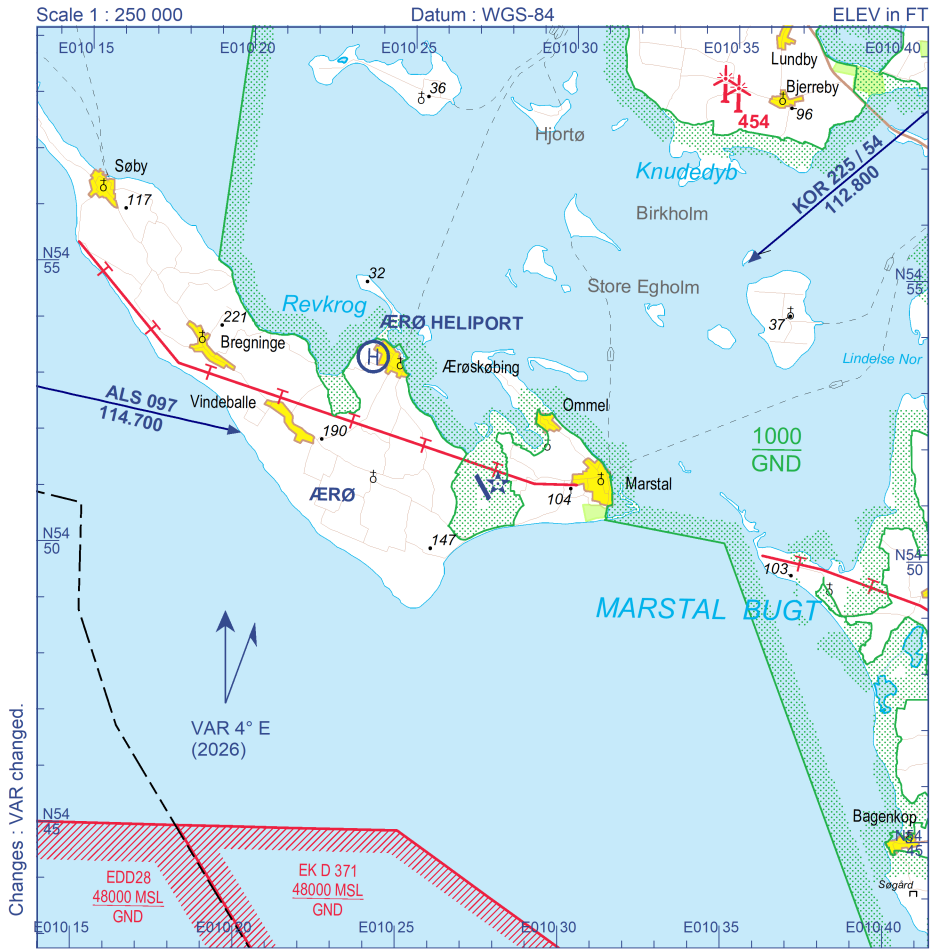 Scale 1 : 250 000
Datum : WGS-84
ELEV in FT
E010 15
E010 20
E010 25
E010 30
E010 35
E010 40
Lundby
36
Bjerreby
96
454
Hjortø
KOR 225 / 54
112.800
Søby
Knudedyb
117
Birkholm
N54
55
N54
55
32
Store Egholm
Revkrog
221
ÆRØ HELIPORT
37
Bregninge
H
Ærøskøbing
Lindelse Nor
ALS 097
114.700
Vindeballe
Ommel
190
1000
GND
ÆRØ
104
Marstal
N54
50
147
N54
50
103
MARSTAL BUGT
VAR 4° E
(2026)
Changes : VAR changed.
N54
45
Bagenkop
N54
45
EDD28
48000 MSL
GND
EK D 371
48000 MSL
GND
Søgård
E010 15
E010 20
E010 25
E010 30
E010 35
E010 40